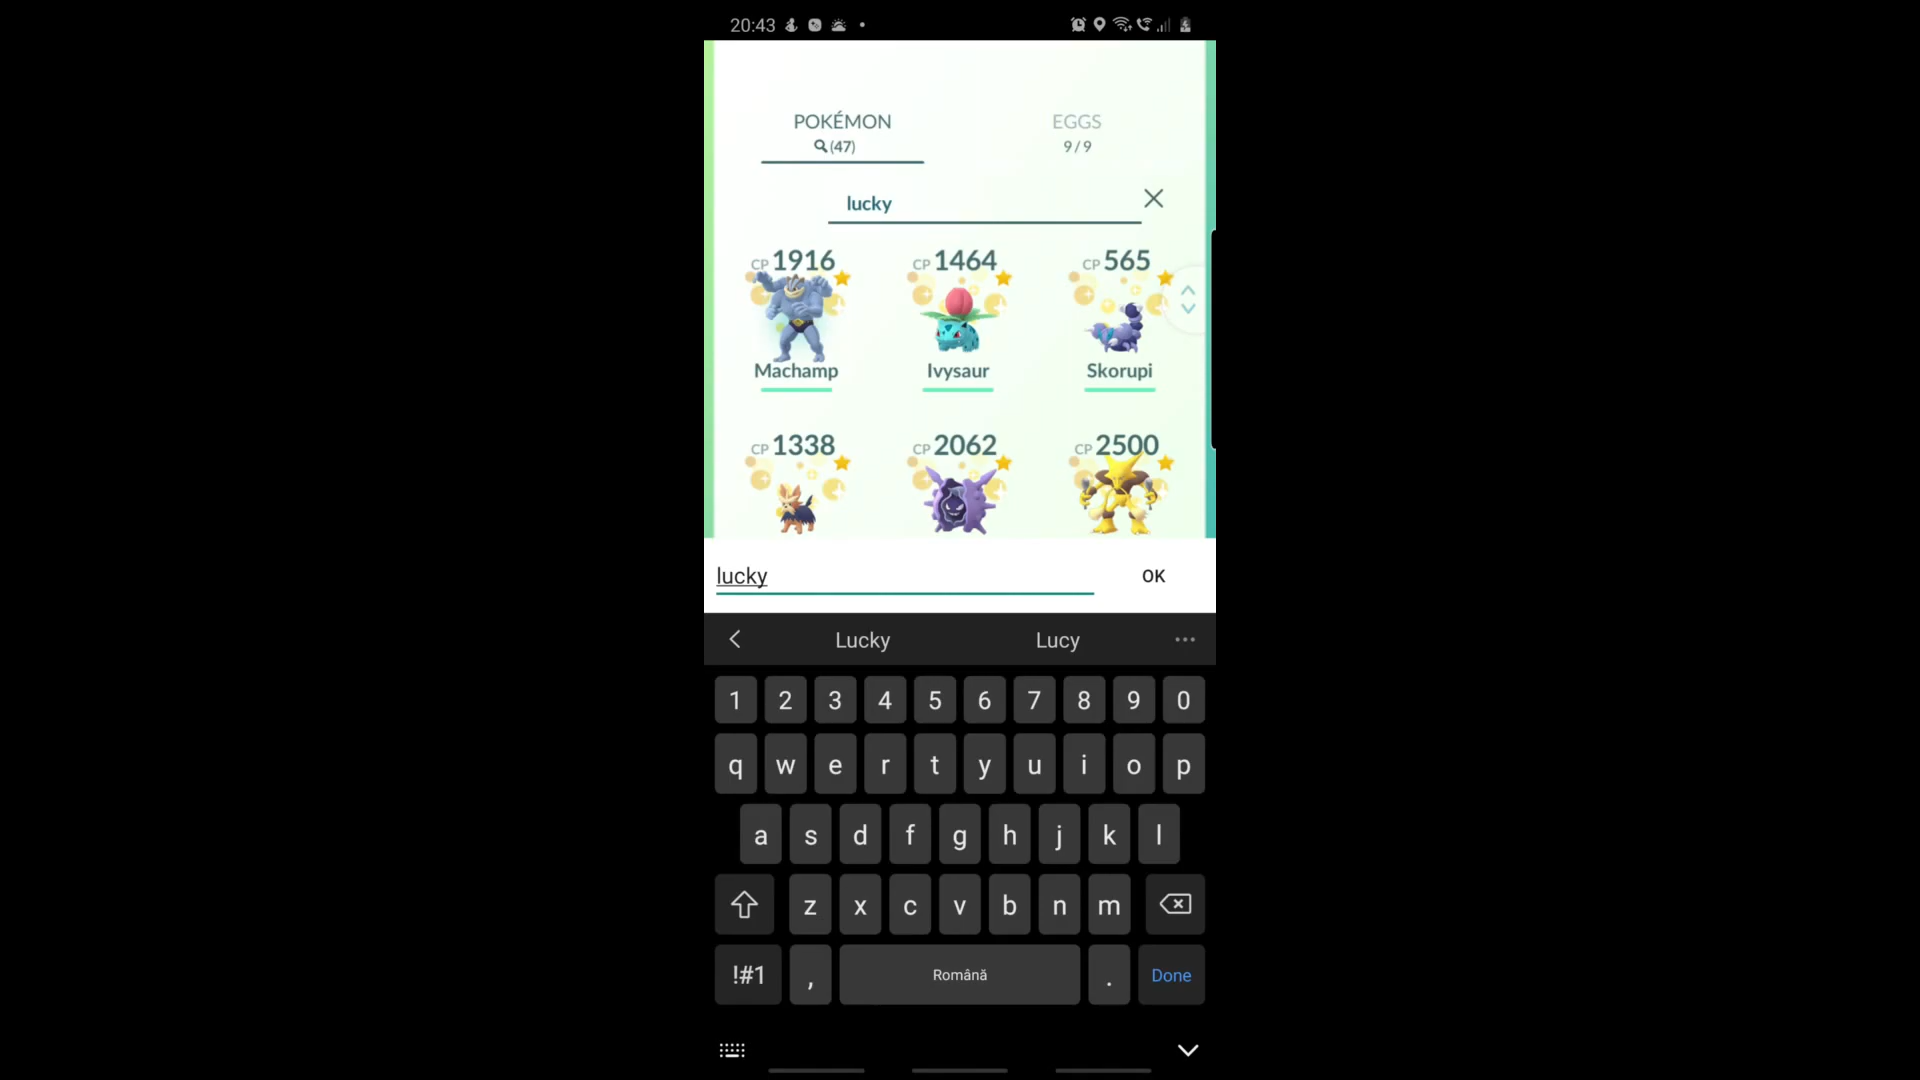 20:43
POKÉMON
EGGS
(47)
9 / 9
lucky
CP 1916
CP 1464
CP 565
Machamp
Ivysaur
Skorupi
CP 1338
CP 2062
CP 2500
lucky
OK
Lucky
Lucy
1 2 3 4 5 6 7 8 9 0
q w e r t y u i o p
a s d f g h j k l
z x c v b n m
!#1 , Română . Done